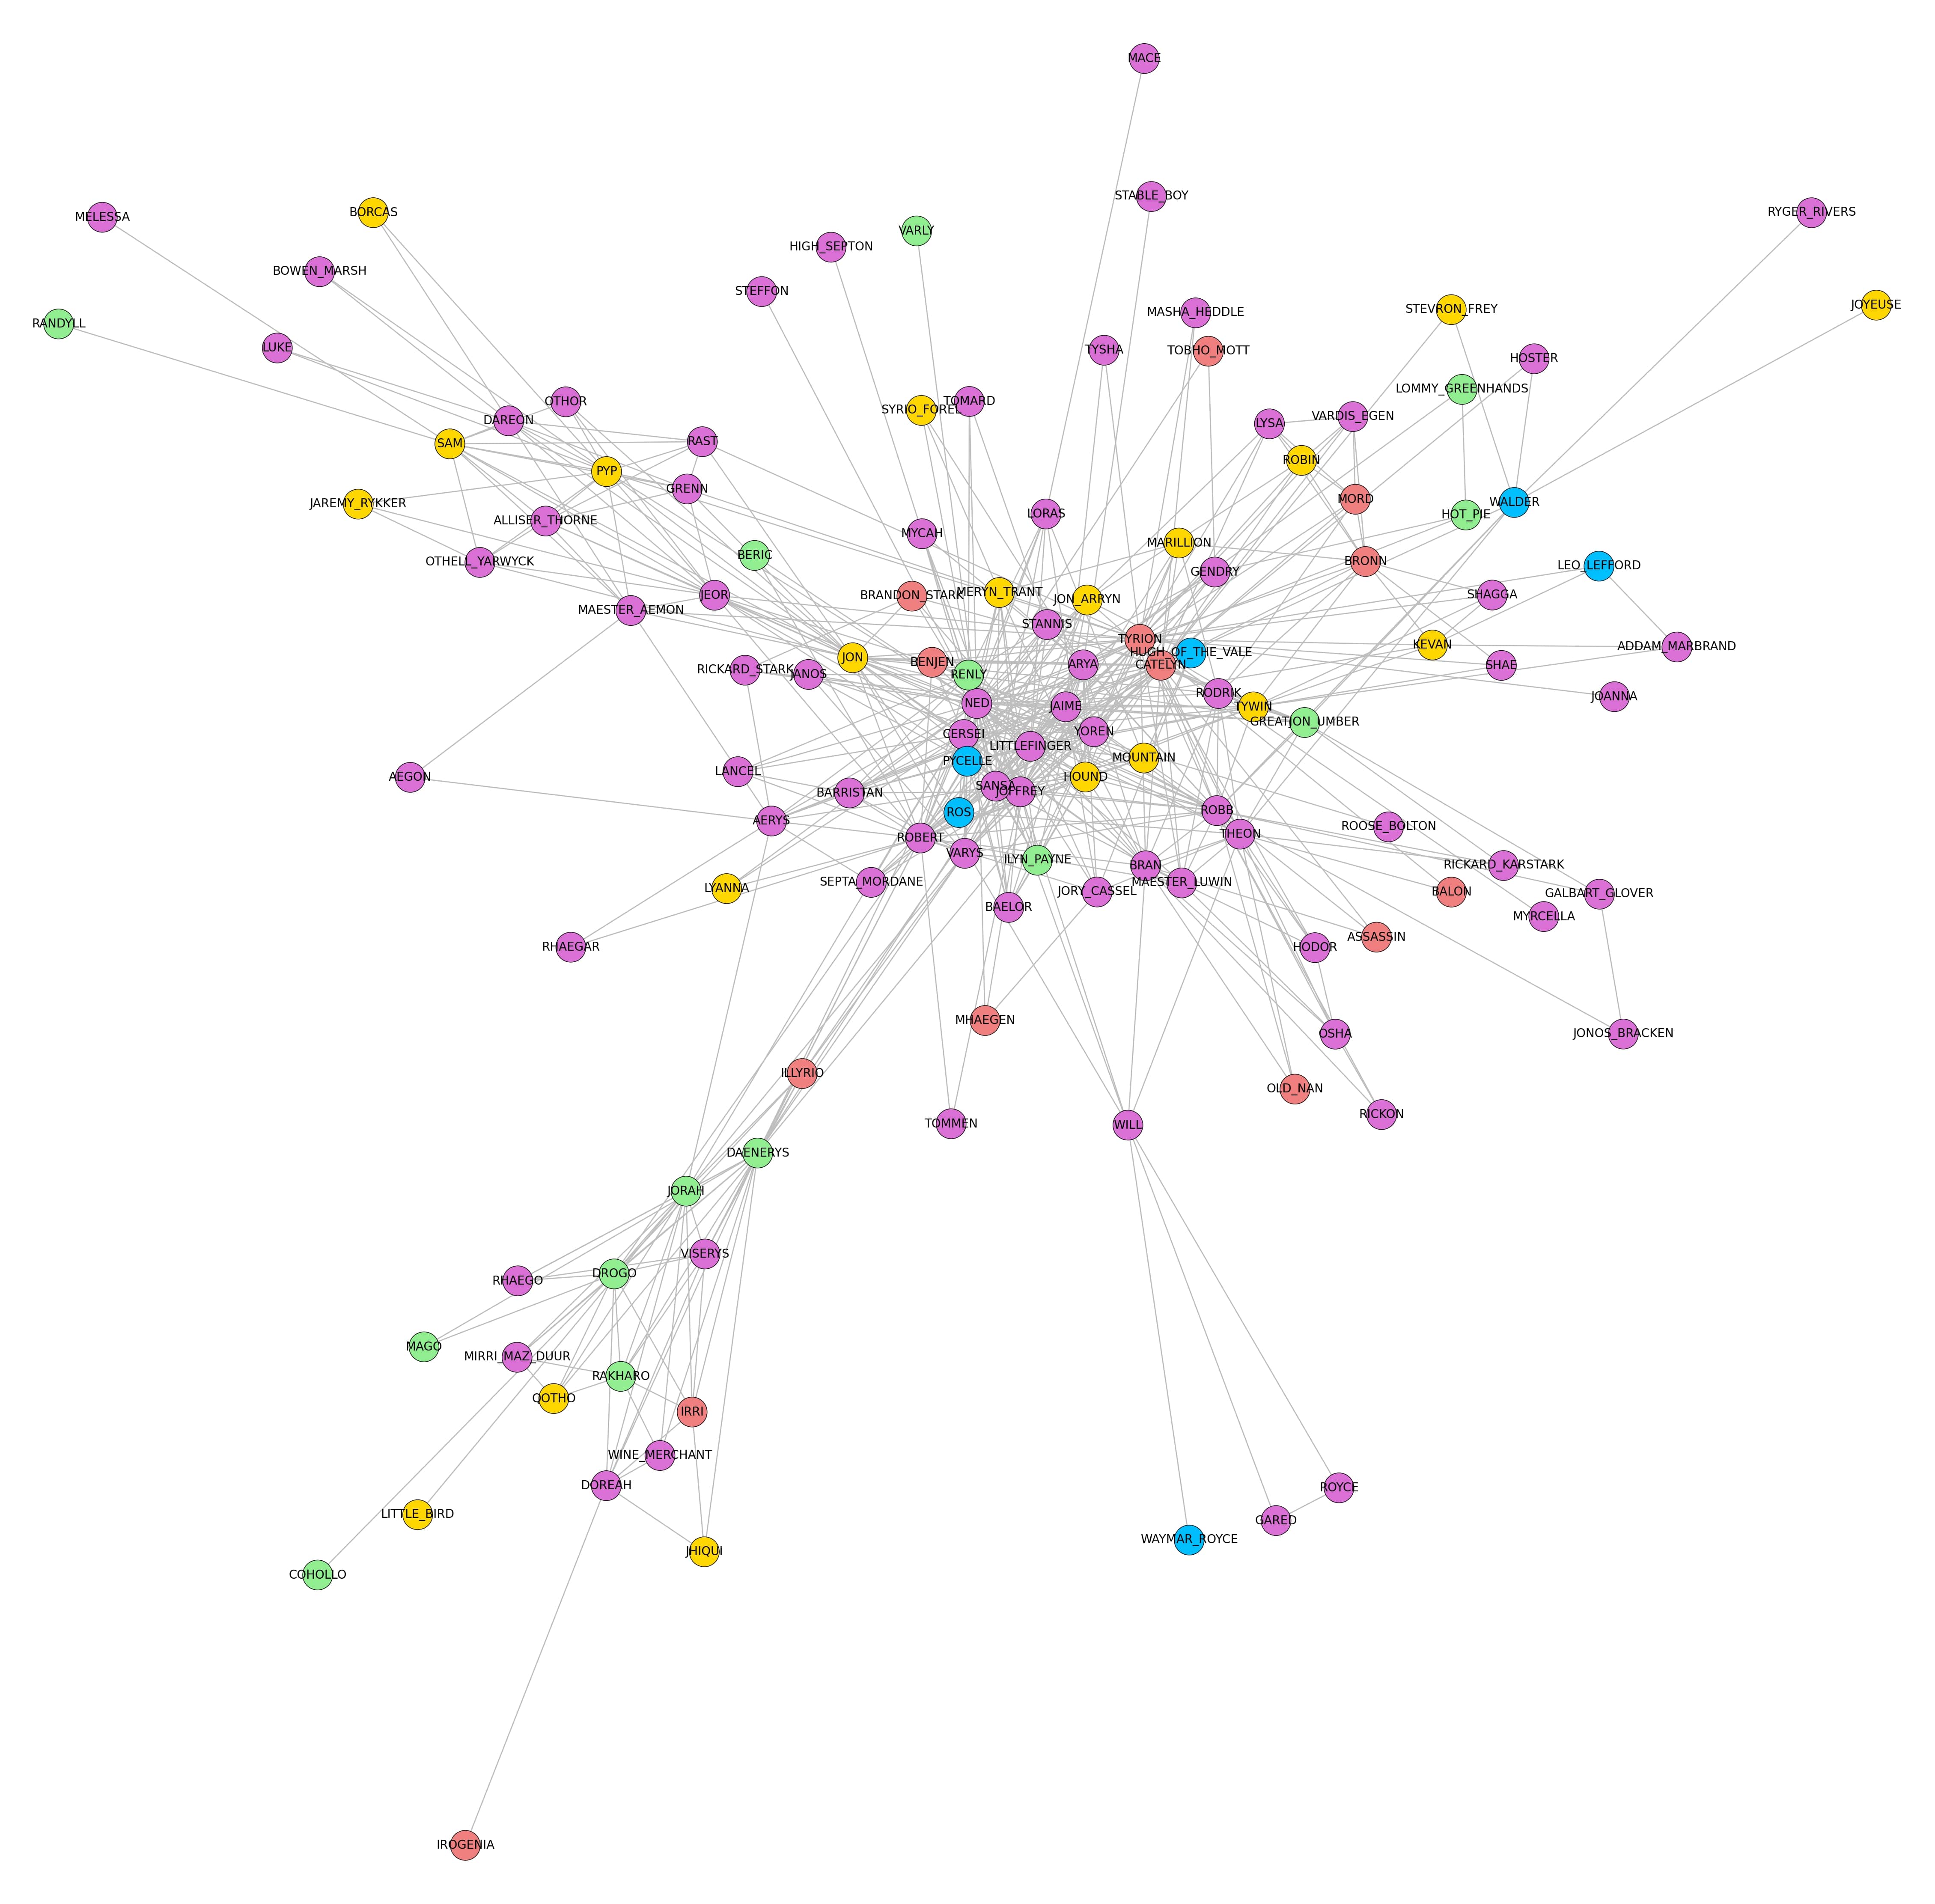 MACE
STABLE_BOY
MELESSA
BORCAS
RYGER_RIVERS
VARLY
HIGH_SEPTON
BOWEN_MARSH
STEFFON
JOYEUSE
STEVRON_FREY
MASHA_HEDDLE
RANDYLL
LUKE
TYSHA
TOBHO_MOTT
HOSTER
LOMMY_GREENHANDS
OTHOR
TOMARD
SYRIO_FOREL
VARDIS_EGEN
DAREON
LYSA
SAM
RAST
ROBIN
PYP
GRENN
MORD
JAREMY_RYKKER
WALDER
LORAS
HOT_PIE
ALLISER_THORNE
MYCAH
MARILLION
BERIC
OTHELL_YARWYCK
BRONN
LEO_LEFFORD
GENDRY
MERYN_TRANT
JEOR
BRANDON_STARK
SHAGGA
JON_ARRYN
MAESTER_AEMON
STANNIS
TYRION
KEVAN
ADDAM_MARBRAND
HUGH_OF_THE_VALE
JON
BENJEN
ARYA
CATELYN
SHAE
RICKARD_STARK
JANOS
RENLY
RODRIK
JOANNA
NED
JAIME
TYWIN
GREATJON_UMBER
CERSEI
YOREN
LITTLEFINGER
PYCELLE
MOUNTAIN
LANCEL
AEGON
HOUND
SANSA
BARRISTAN
JOFFREY
ROS
ROBB
AERYS
ROOSE_BOLTON
THEON
ROBERT
VARYS
ILYN_PAYNE
BRAN
RICKARD_KARSTARK
SEPTA_MORDANE
MAESTER_LUWIN
LYANNA
JORY_CASSEL
BALON
GALBART_GLOVER
BAELOR
MYRCELLA
ASSASSIN
RHAEGAR
HODOR
MHAEGEN
OSHA
JONOS_BRACKEN
ILLYRIO
OLD_NAN
RICKON
TOMMEN
WILL
DAENERYS
JORAH
VISERYS
DROGO
RHAEGO
MAGO
MIRRI_MAZ_DUUR
RAKHARO
QOTHO
IRRI
WINE_MERCHANT
DOREAH
ROYCE
LITTLE_BIRD
GARED
WAYMAR_ROYCE
JHIQUI
COHOLLO
IROGENIA